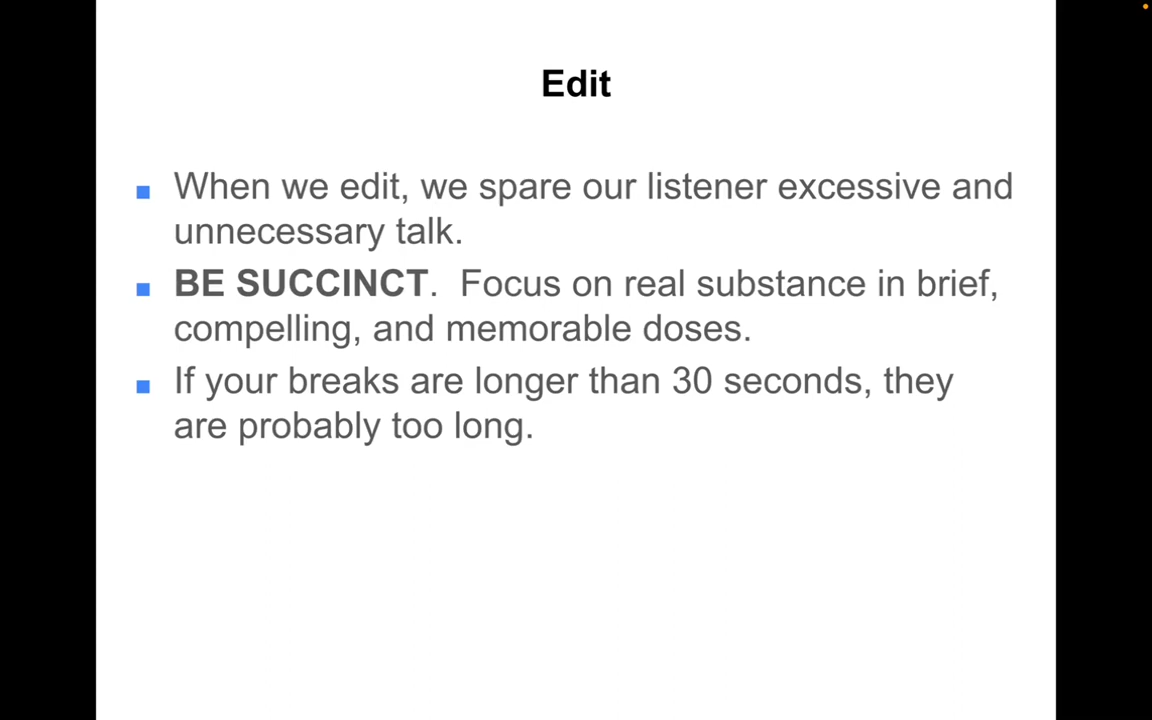 Edit
When we edit, we spare our listener excessive and
unnecessary talk.
BE SUCCINCT.  Focus on real substance in brief,
compelling, and memorable doses.
If your breaks are longer than 30 seconds, they
are probably too long.